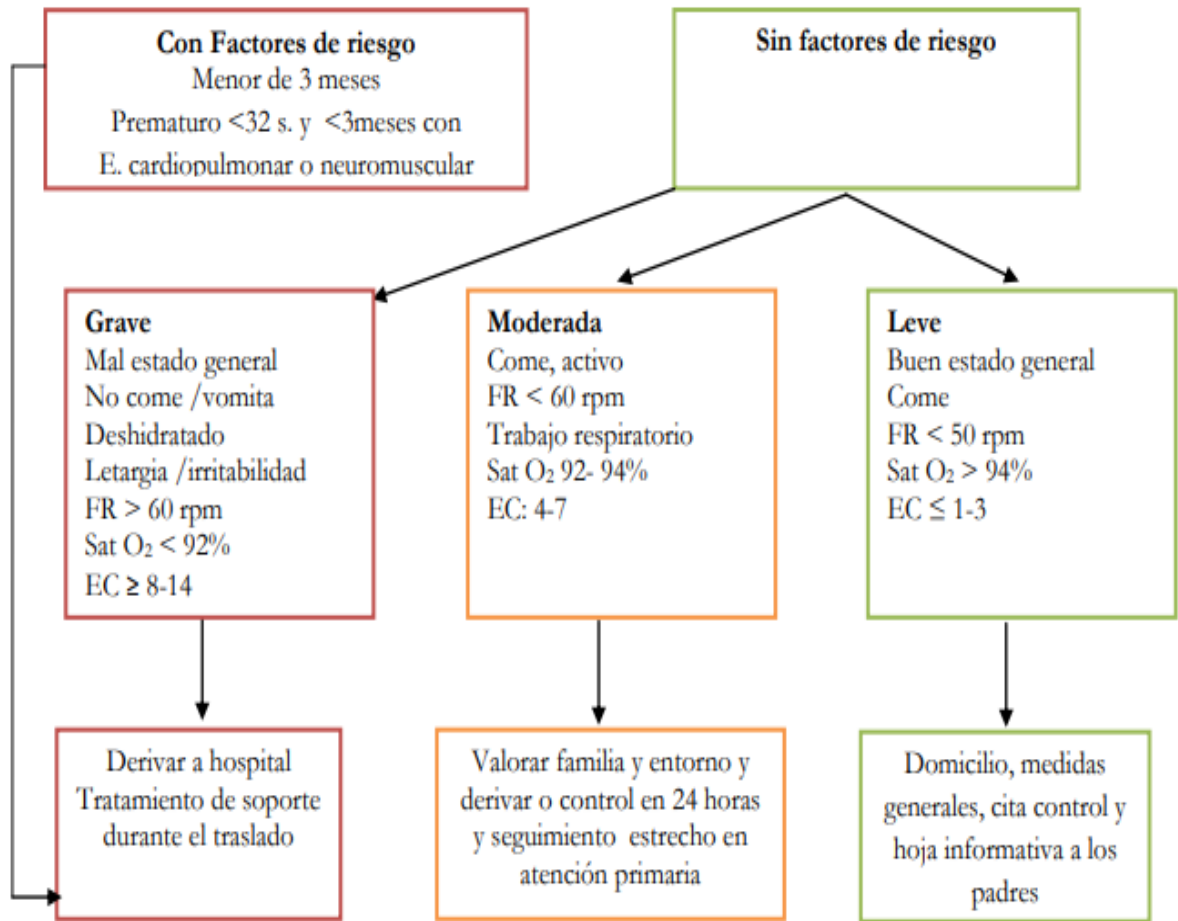 Con Factores de riesgo
Menor de 3 meses
Prematuro <32 s. y <3meses con
E. cardiopulmonar o neuromuscular
Sin factores de riesgo
Grave
Mal estado general
No come /vomita
Deshidratado
Letargia /irritabilidad
FR > 60 rpm
Sat O₂ < 92%
EC ≥ 8-14
Moderada
Come, activo
FR < 60 rpm
Trabajo respiratorio
Sat O₂ 92- 94%
EC: 4-7
Leve
Buen estado general
Come
FR < 50 rpm
Sat O₂ > 94%
EC ≤ 1-3
Derivar a hospital
Tratamiento de soporte
durante el traslado
Valorar familia y entorno y
derivar o control en 24 horas
y seguimiento estrecho en
atención primaria
Domicilio, medidas
generales, cita control y
hoja informativa a los
padres